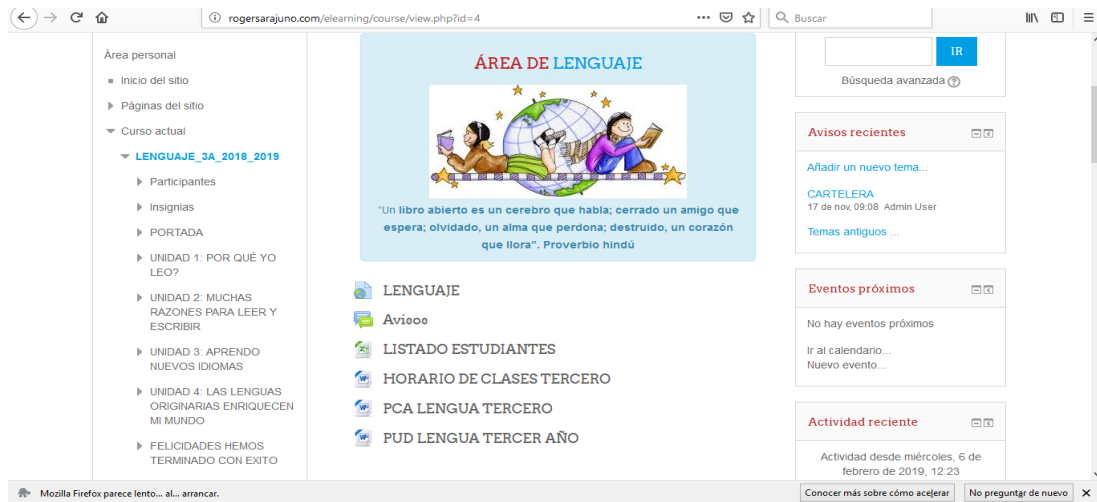 rogersarajuno.com/elearning/course/view.php?id=4
Buscar
Área personal
Inicio del sitio
Páginas del sitio
Curso actual
LENGUAJE_3A_2018_2019
Participantes
Insignias
PORTADA
UNIDAD 1: POR QUÉ YO
LEO?
UNIDAD 2: MUCHAS
RAZONES PARA LEER Y
ESCRIBIR
UNIDAD 3: APRENDO
NUEVOS IDIOMAS
UNIDAD 4: LAS LENGUAS
ORIGINARIAS ENRIQUECEN
MI MUNDO
FELICIDADES HEMOS
TERMINADO CON EXITO
ÁREA DE LENGUAJE
"Un libro abierto es un cerebro que habla; cerrado un amigo que
espera; olvidado, un alma que perdona; destruido, un corazón
que llora". Proverbio hindú
LENGUAJE
Avisos
LISTADO ESTUDIANTES
HORARIO DE CLASES TERCERO
PCA LENGUA TERCERO
PUD LENGUA TERCER AÑO
IR
Búsqueda avanzada
Avisos recientes
Añadir un nuevo tema...
CARTELERA
17 de nov, 09:08 Admin User
Temas antiguos ...
Eventos próximos
No hay eventos próximos
Ir al calendario...
Nuevo evento...
Actividad reciente
Actividad desde miércoles, 6 de
febrero de 2019, 12:23
Mozilla Firefox parece lento... al... arrancar.
Conocer más sobre cómo acelerar
No preguntar de nuevo